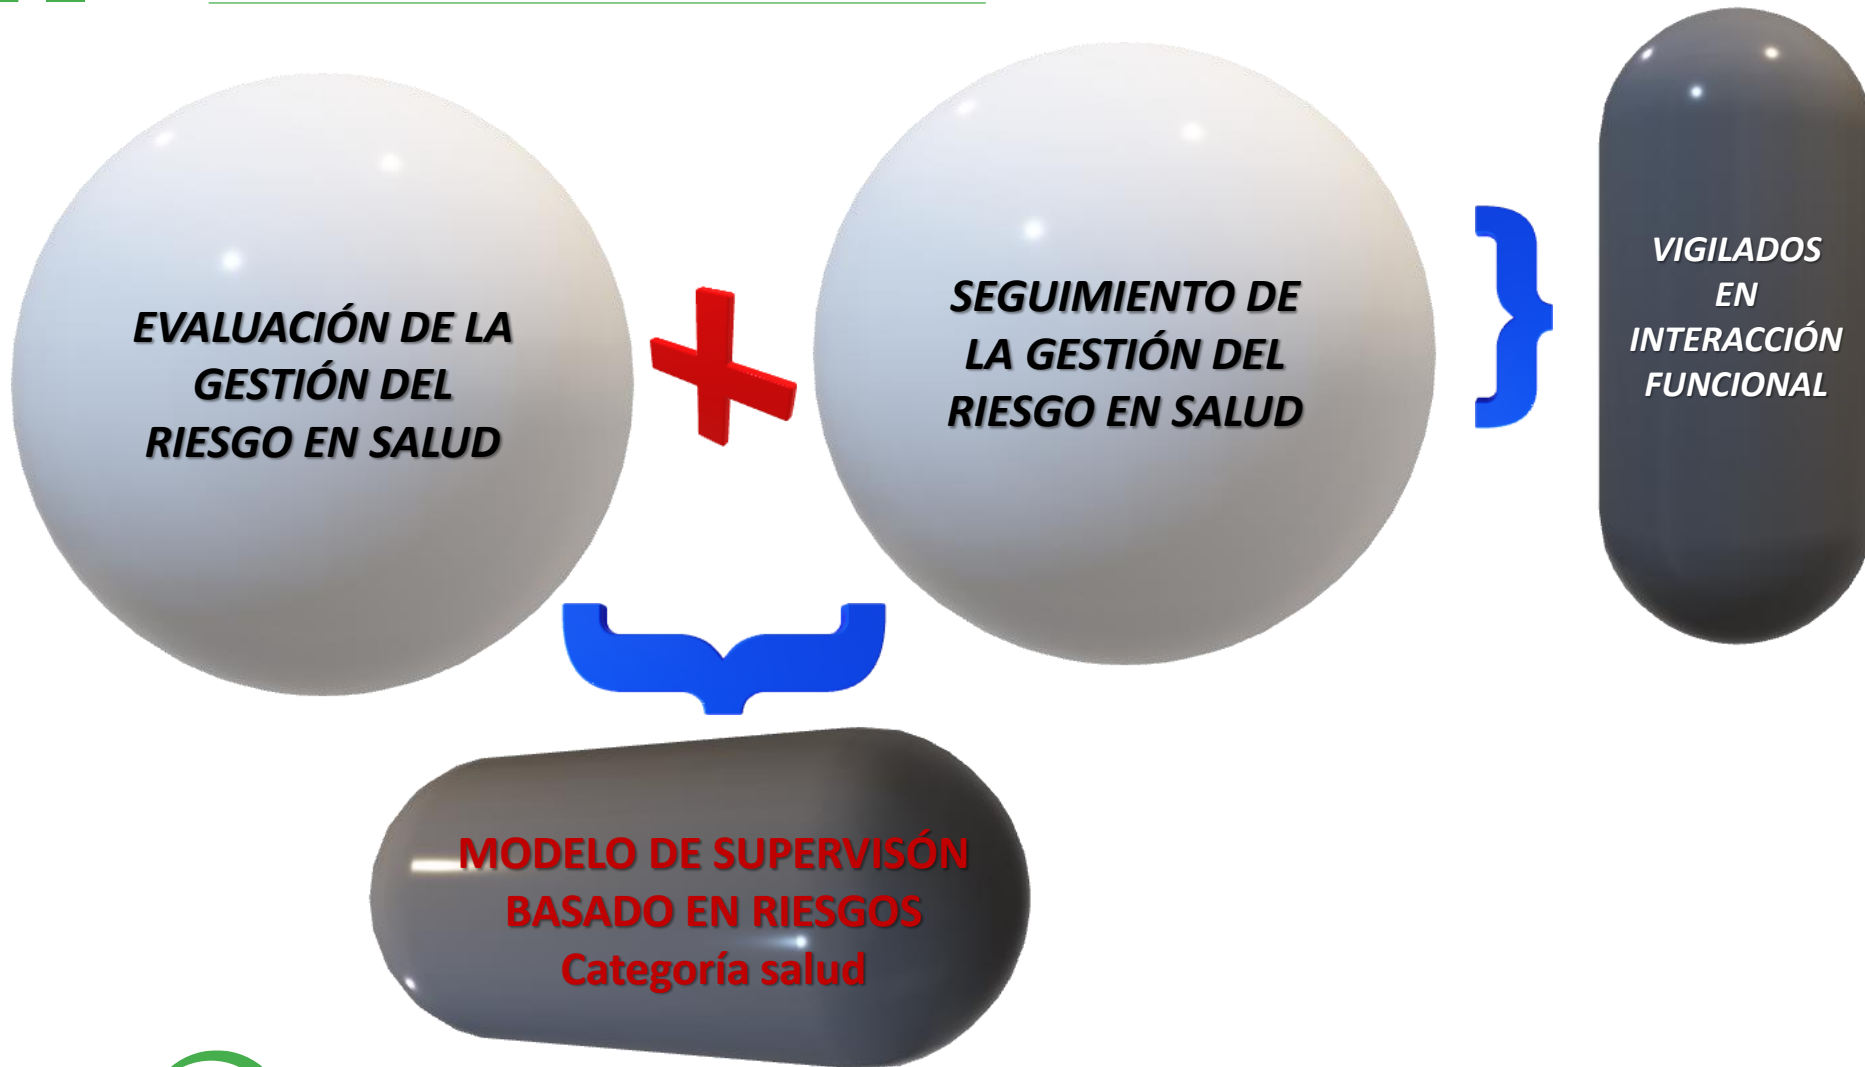 EVALUACIÓN DE LA
GESTIÓN DEL
RIESGO EN SALUD
SEGUIMIENTO DE
LA GESTIÓN DEL
RIESGO EN SALUD
VIGILADOS
EN
INTERACCIÓN
FUNCIONAL
MODELO DE SUPERVISÓN
BASADO EN RIESGOS
Categoría salud